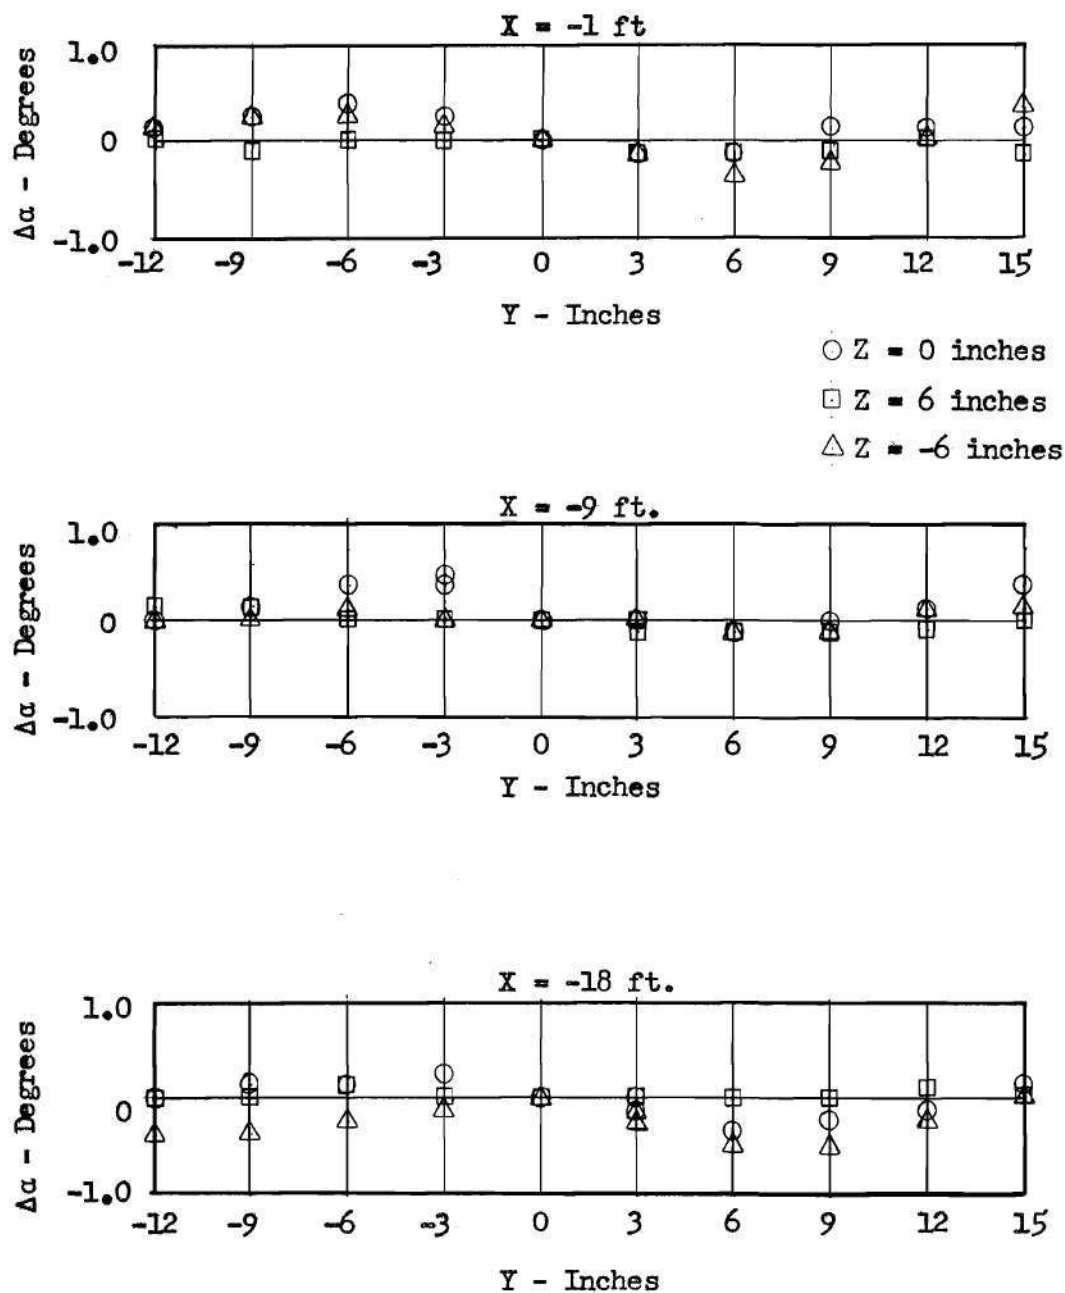 X = -1 ft
1.0
0
-1.0
Δα - Degrees
-12 -9 -6 -3 0 3 6 9 12 15
Y - Inches
Z = 0 inches
Z = 6 inches
Z = -6 inches
X = -9 ft.
1.0
0
-1.0
Δα - Degrees
-12 -9 -6 -3 0 3 6 9 12 15
Y - Inches
X = -18 ft.
1.0
0
-1.0
Δα - Degrees
-12 -9 -6 -3 0 3 6 9 12 15
Y - Inches